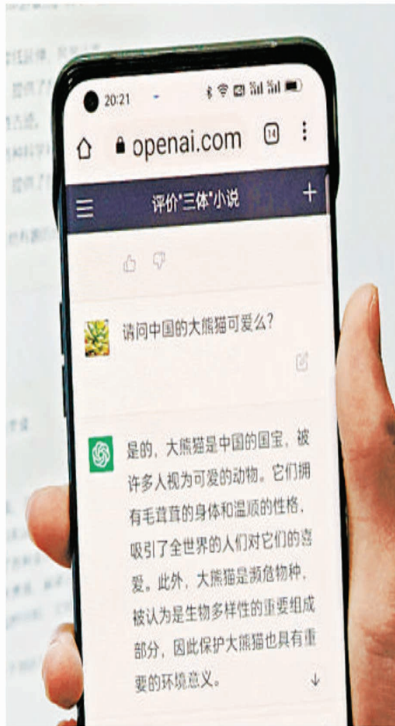 20:21
openai.com
14
评价"三体"小说
请问中国的大熊猫可爱么?
是的,大熊猫是中国的国宝,被
许多人视为可爱的动物。它们拥
有毛茸茸的身体和温顺的性格,
吸引了全世界的人们对它们的喜
爱。此外,大熊猫是濒危物种,
被认为是生物多样性的重要组成
部分,因此保护大熊猫也具有重
要的环境意义。